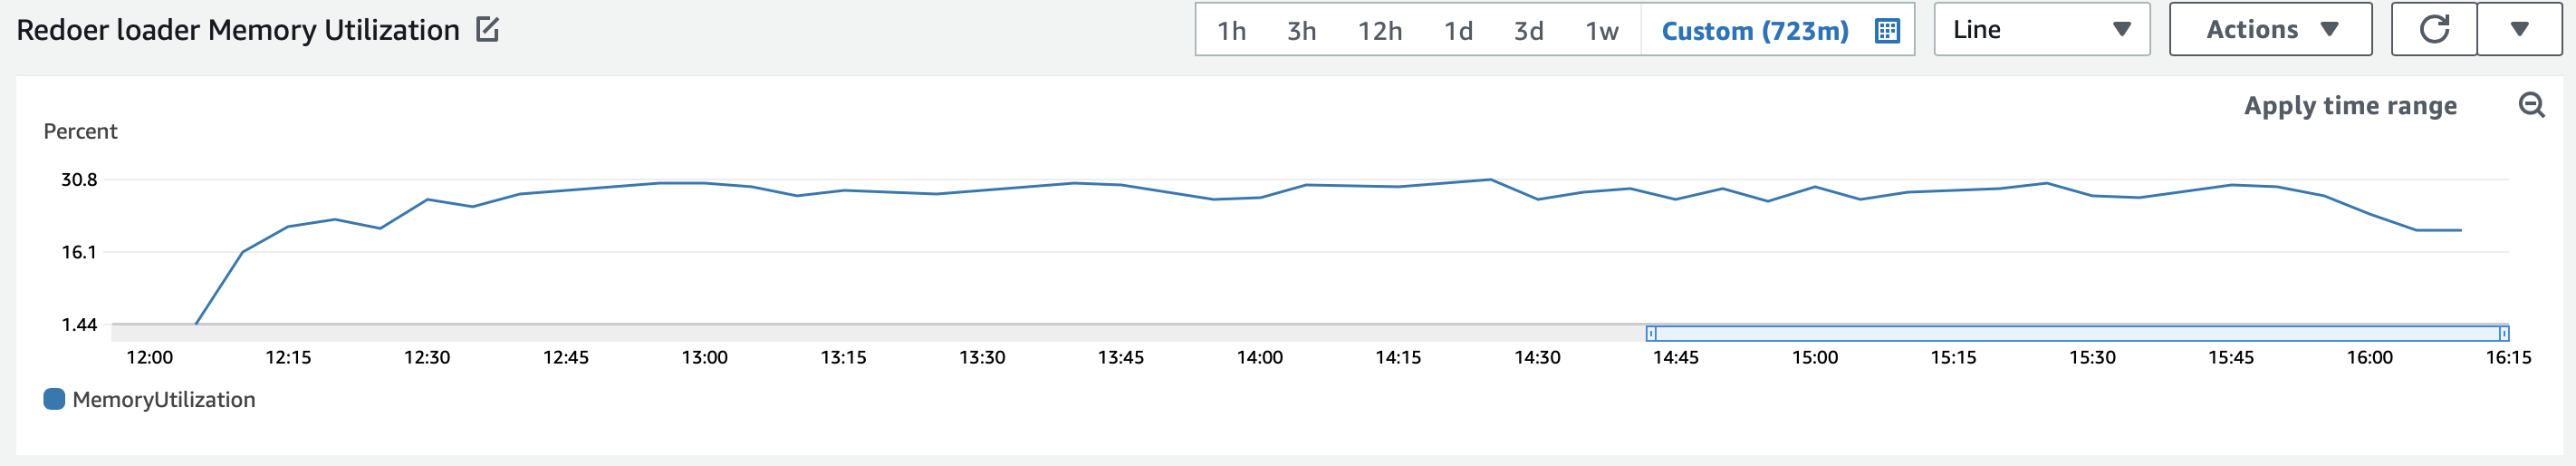 Redoer loader Memory Utilization
1h 3h 12h 1d 3d 1w Custom (723m) Line Actions
Apply time range
Percent
30.8
16.1
1.44
12:00 12:15 12:30 12:45 13:00 13:15 13:30 13:45 14:00 14:15 14:30 14:45 15:00 15:15 15:30 15:45 16:00 16:15
MemoryUtilization